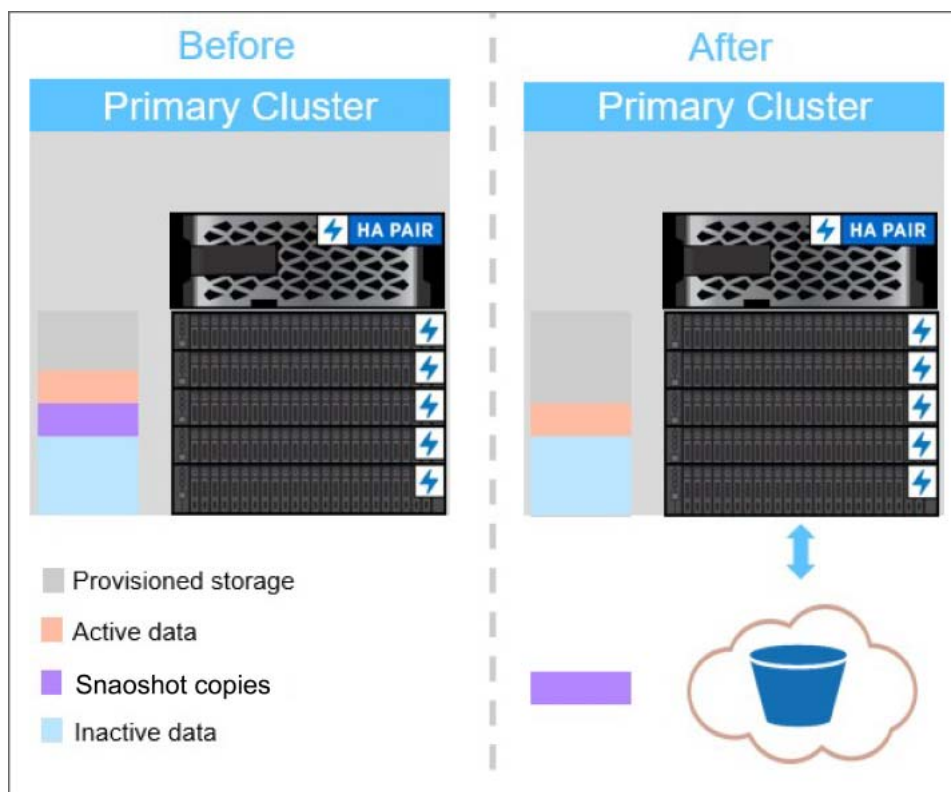 Before
Primary Cluster
HA PAIR
Provisioned storage
Active data
Snaoshot copies
Inactive data
After
Primary Cluster
HA PAIR